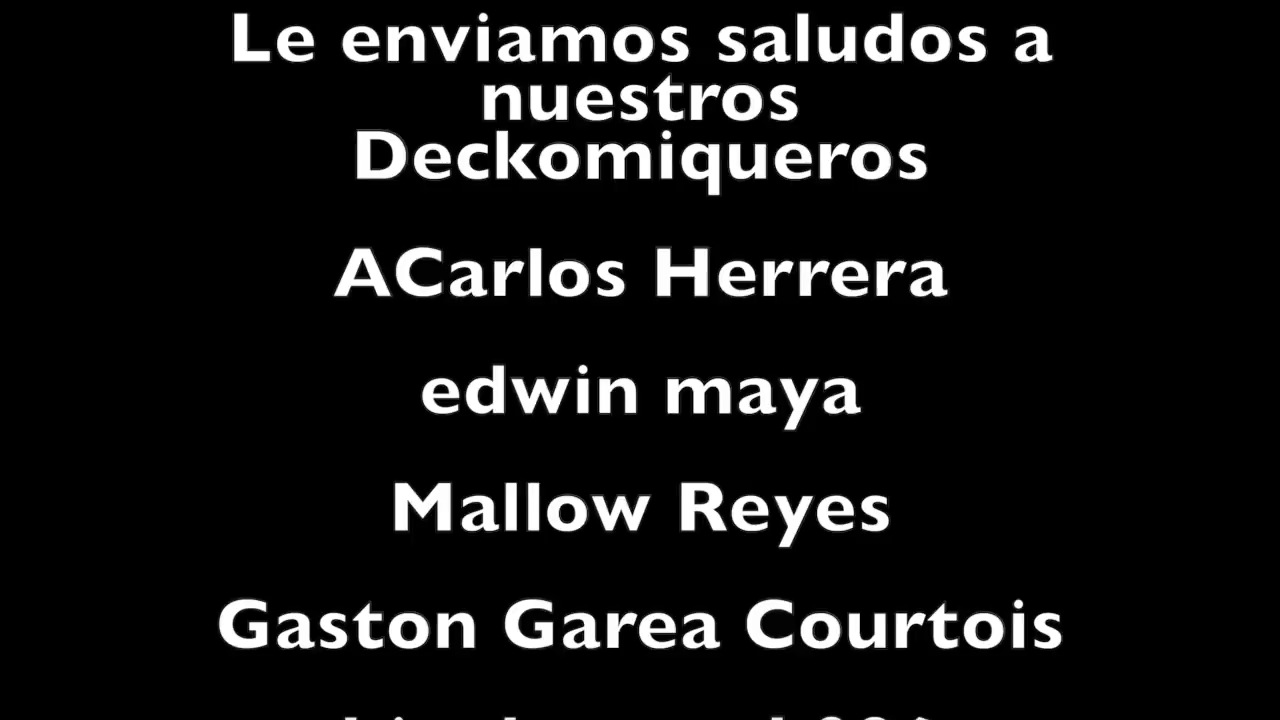 Le enviamos saludos a
nuestros
Deckomiqueros
ACarlos Herrera
edwin maya
Mallow Reyes
Gaston Garea Courtois